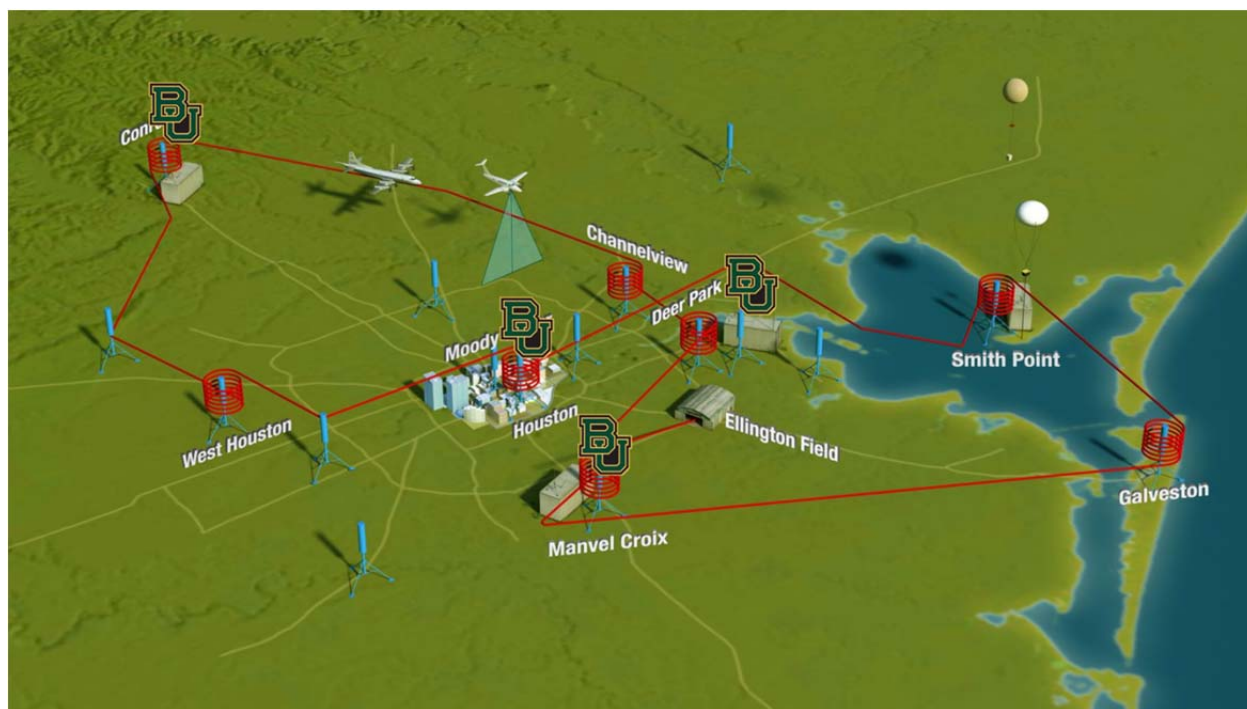 BU
Channelview
BU
Deer Park
BU
Moody
Smith Point
Houston
BU
Ellington Field
West Houston
Galveston
Manvel Croix